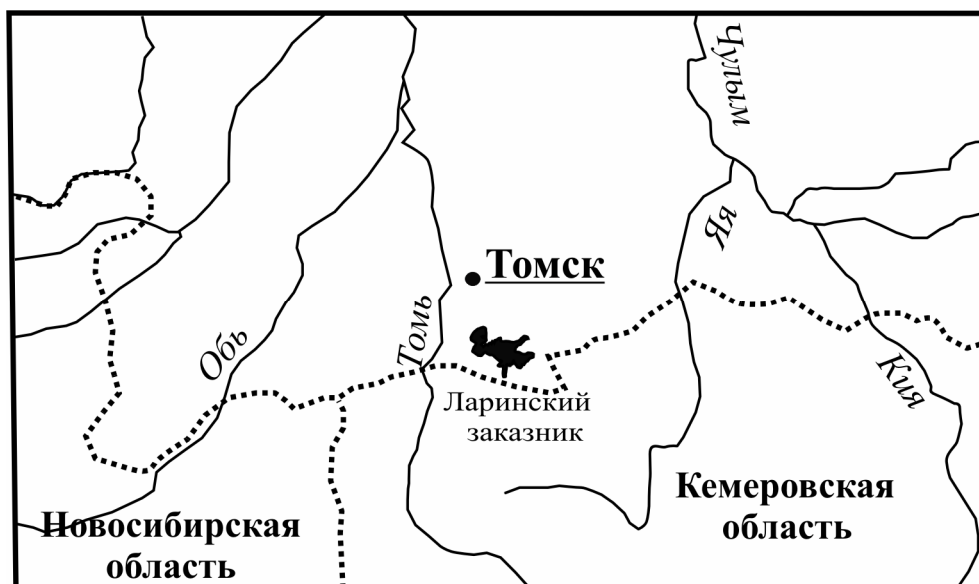 Чулым
Яя
Томск
Обь
Томь
Кия
Ларинский
заказник
Кемеровская
область
Новосибирская
область